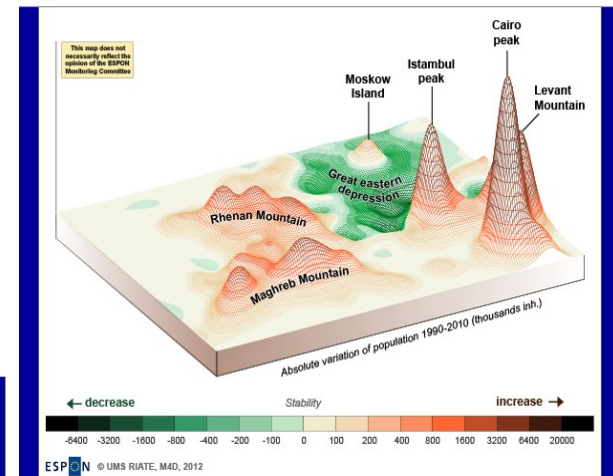 This map does not
necessarily reflect the
opinion of the ESPON
Monitoring Committee
Cairo
peak
Istambul
peak
Moskow
Island
Levant
Mountain
Great eastern
depression
Rhenan Mountain
Maghreb Mountain
Absolute variation of population 1990-2010 (thousands inh.)
← decrease
Stability
increase →
-6400 -3200 -1600 -800 -400 -200 -100 0 100 200 400 800 1600 3200 6400 20000
ESPON © UMS RIATE, M4D, 2012